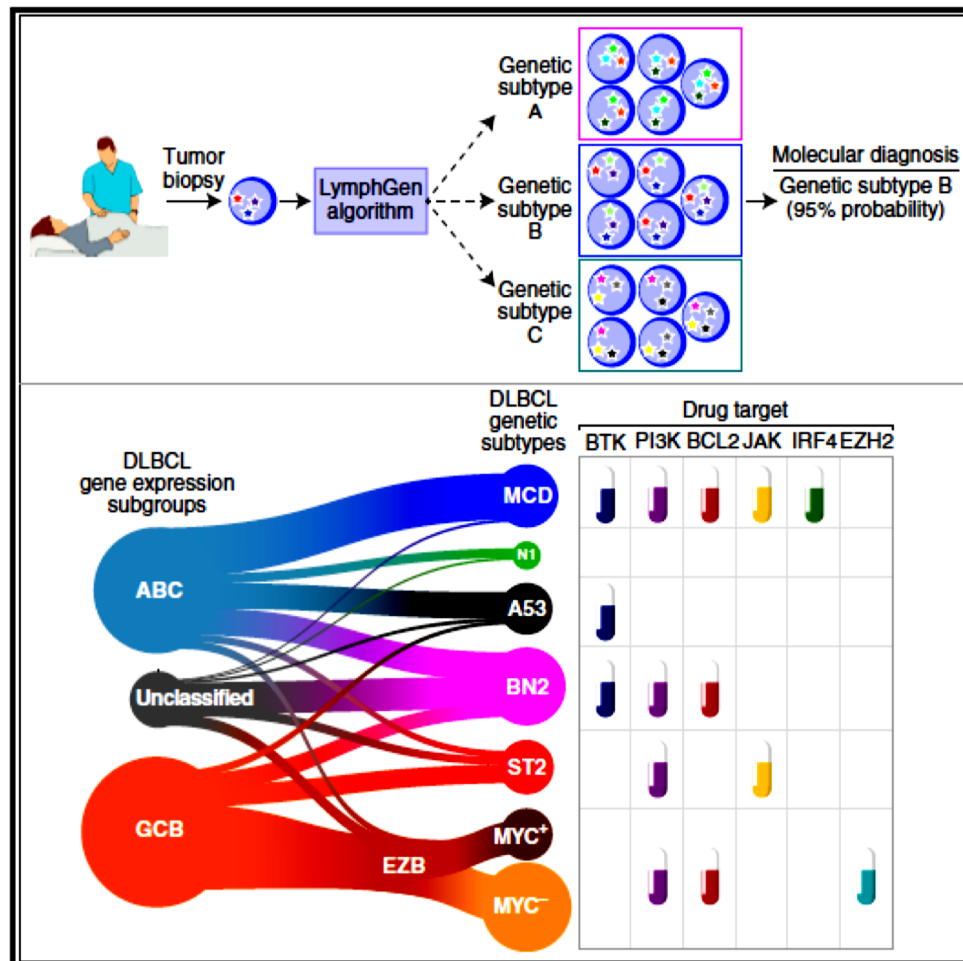 Tumor
biopsy
LymphGen
algorithm
Genetic
subtype
A
Genetic
subtype
B
Genetic
subtype
C
Molecular diagnosis
Genetic subtype B
(95% probability)
DLBCL
gene expression
subgroups
DLBCL
genetic
subtypes
Drug target
BTK PI3K BCL2 JAK IRF4 EZH2
ABC
Unclassified
GCB
EZB
MCD
N1
A53
BN2
ST2
MYC⁺
MYC⁻